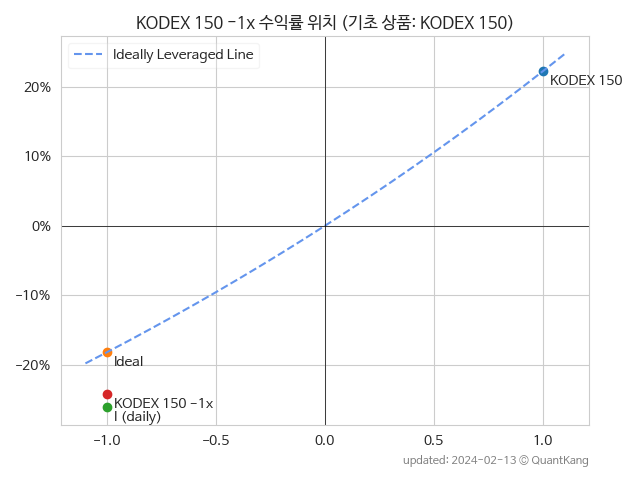 KODEX 150 -1x 수익률 위치 (기초 상품: KODEX 150)
Ideally Leveraged Line
20%
10%
0%
-10%
-20%
KODEX 150
Ideal
KODEX 150 -1x
I (daily)
-1.0 -0.5 0.0 0.5 1.0
updated: 2024-02-13 © QuantKang